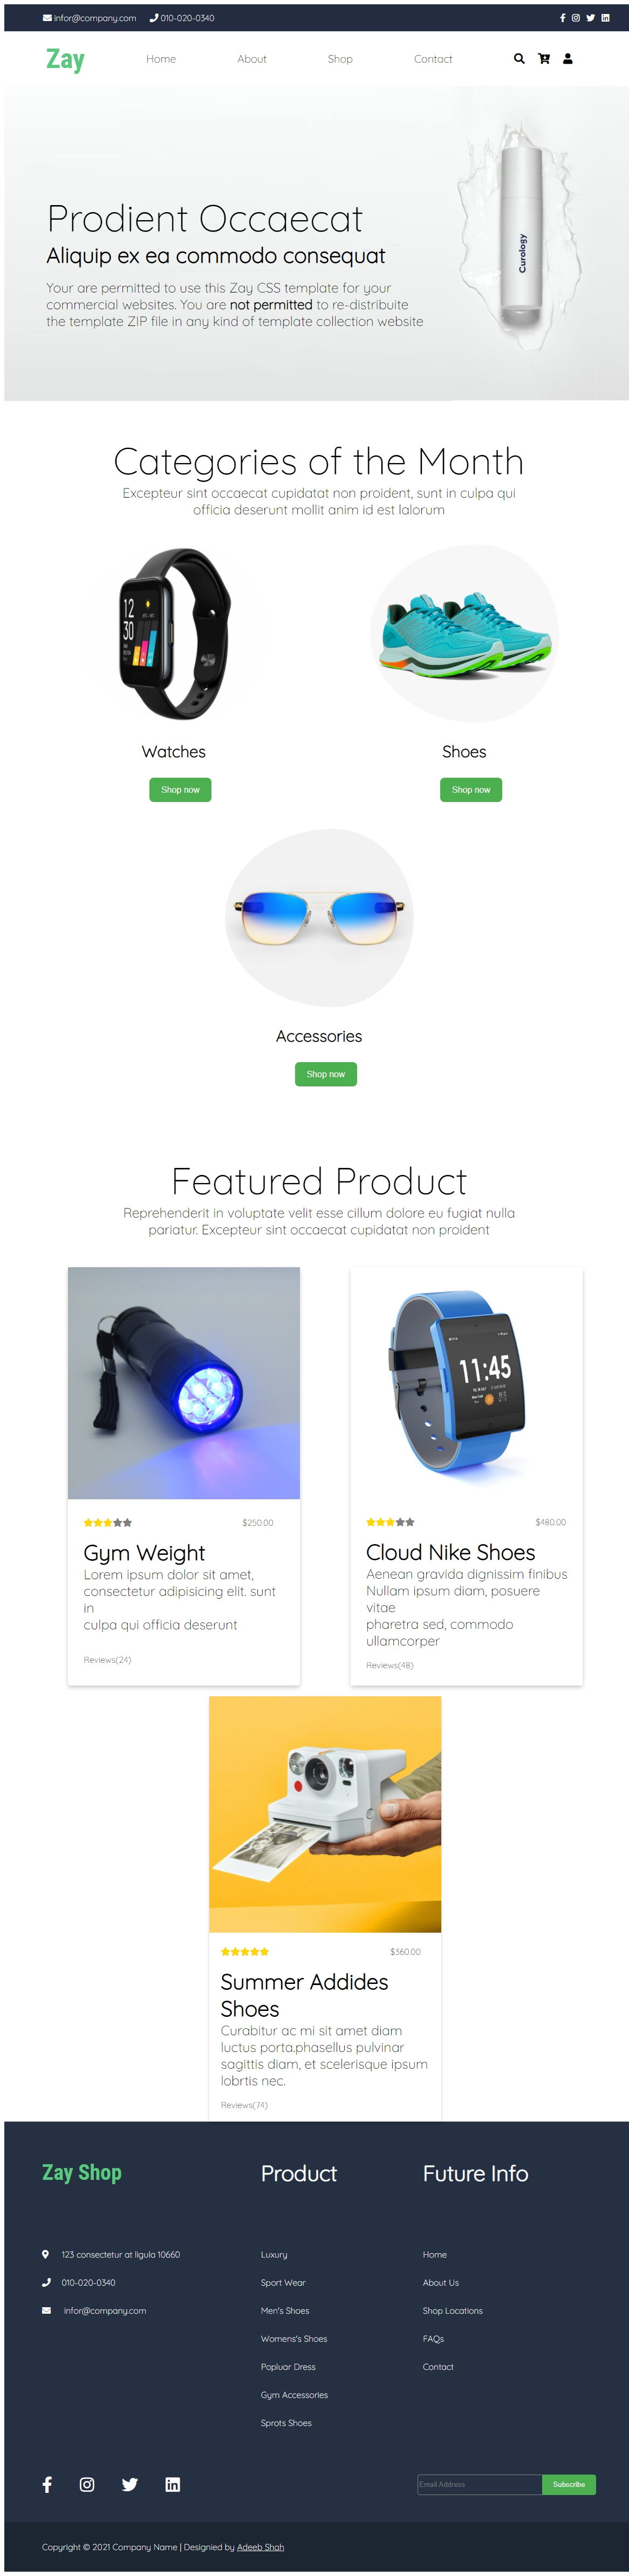 infor@company.com 010-020-0340
Zay Home About Shop Contact
Prodient Occaecat
Aliquip ex ea commodo consequat
Your are permitted to use this Zay CSS template for your
commercial websites. You are not permitted to re-distribuite
the template ZIP file in any kind of template collection website
Curology
Categories of the Month
Excepteur sint occaecat cupidatat non proident, sunt in culpa qui
officia deserunt mollit anim id est lalorum
12
30
Watches Shoes
Shop now Shop now
Accessories
Shop now
Featured Product
Reprehenderit in voluptate velit esse cillum dolore eu fugiat nulla
pariatur. Excepteur sint occaecat cupidatat non proident
11:45
$250.00
Gym Weight
Lorem ipsum dolor sit amet,
consectetur adipisicing elit. sunt
in
culpa qui officia deserunt
Reviews(24)
$480.00
Cloud Nike Shoes
Aenean gravida dignissim finibus
Nullam ipsum diam, posuere
vitae
pharetra sed, commodo
ullamcorper
Reviews(48)
$360.00
Summer Addides
Shoes
Curabitur ac mi sit amet diam
luctus porta.phasellus pulvinar
sagittis diam, et scelerisque ipsum
lobrtis nec.
Reviews(74)
Zay Shop
123 consectetur at ligula 10660
010-020-0340
infor@company.com
Product
Luxury
Sport Wear
Men's Shoes
Womens's Shoes
Popluar Dress
Gym Accessories
Sprots Shoes
Future Info
Home
About Us
Shop Locations
FAQs
Contact
Email Address Subscribe
Copyright © 2021 Company Name | Designied by Adeeb Shah